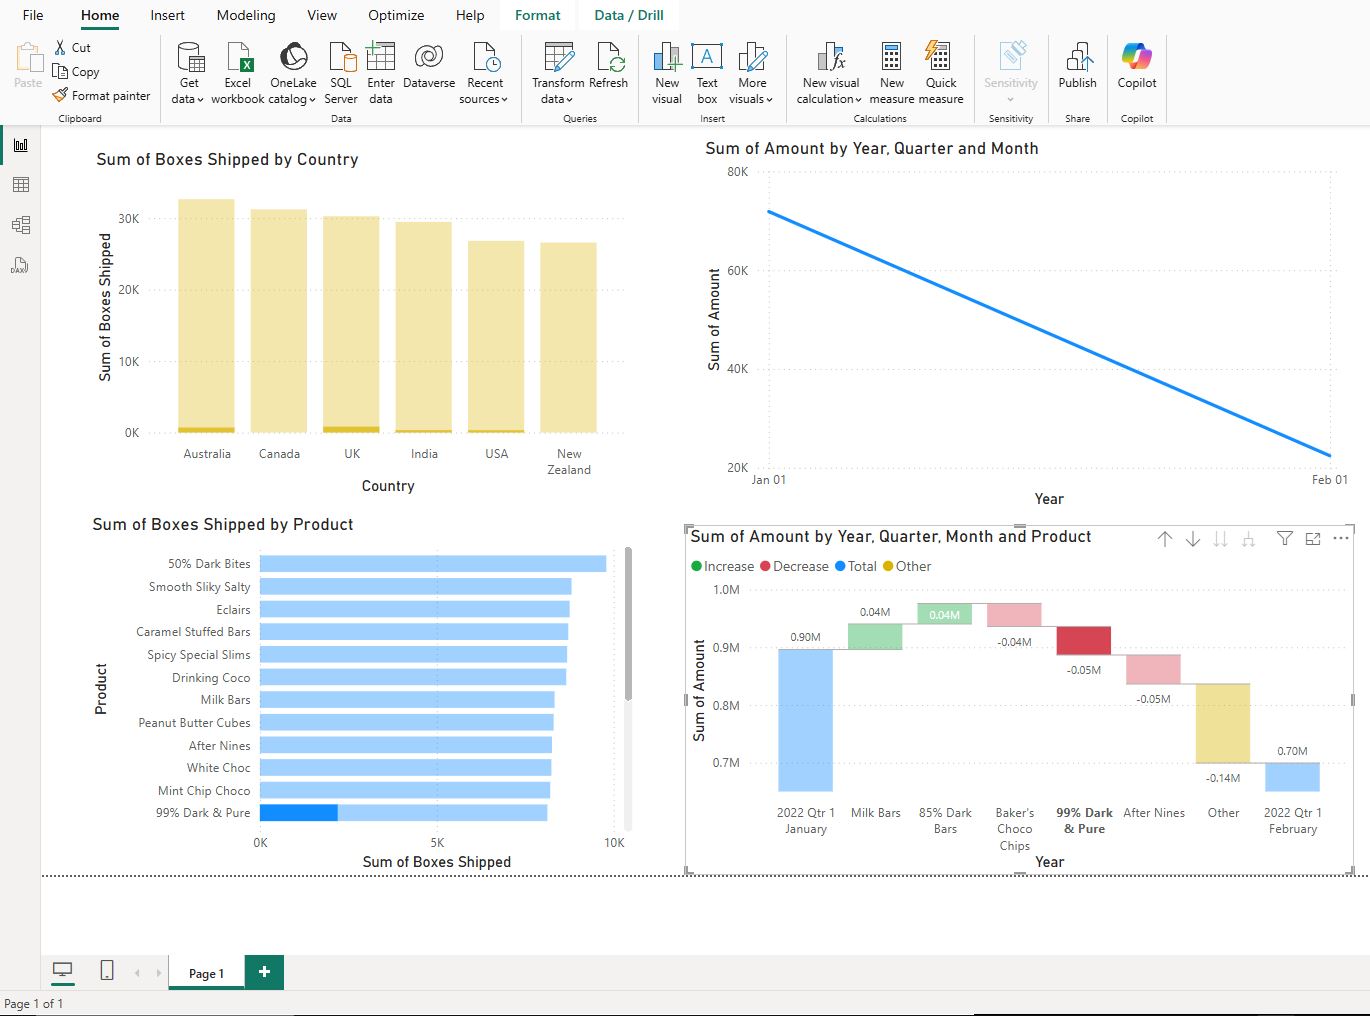 File Home Insert Modeling View Optimize Help Format Data / Drill
Paste
Cut
Copy
Format painter
Clipboard
Get data
Excel workbook
OneLake catalog
SQL Server
Enter data
Dataverse
Recent sources
Data
Transform data
Refresh
Queries
New visual
Text box
More visuals
Insert
New visual calculation
New measure
Quick measure
Calculations
Sensitivity
Sensitivity
Publish
Share
Copilot
Copilot
DAX
Sum of Boxes Shipped by Country
Sum of Boxes Shipped
30K
20K
10K
0K
Australia Canada UK India USA New Zealand
Country
Sum of Amount by Year, Quarter and Month
Sum of Amount
80K
60K
40K
20K
Jan 01 Feb 01
Year
Sum of Boxes Shipped by Product
Product
50% Dark Bites
Smooth Sliky Salty
Eclairs
Caramel Stuffed Bars
Spicy Special Slims
Drinking Coco
Milk Bars
Peanut Butter Cubes
After Nines
White Choc
Mint Chip Choco
99% Dark & Pure
0K 5K 10K
Sum of Boxes Shipped
Sum of Amount by Year, Quarter, Month and Product
Increase Decrease Total Other
Sum of Amount
1.0M
0.9M
0.8M
0.7M
0.90M
0.04M
0.04M
-0.04M
-0.05M
-0.05M
-0.14M
0.70M
2022 Qtr 1 January
Milk Bars
85% Dark Bars
Baker's Choco Chips
99% Dark & Pure
After Nines
Other
2022 Qtr 1 February
Year
Page 1
+
Page 1 of 1